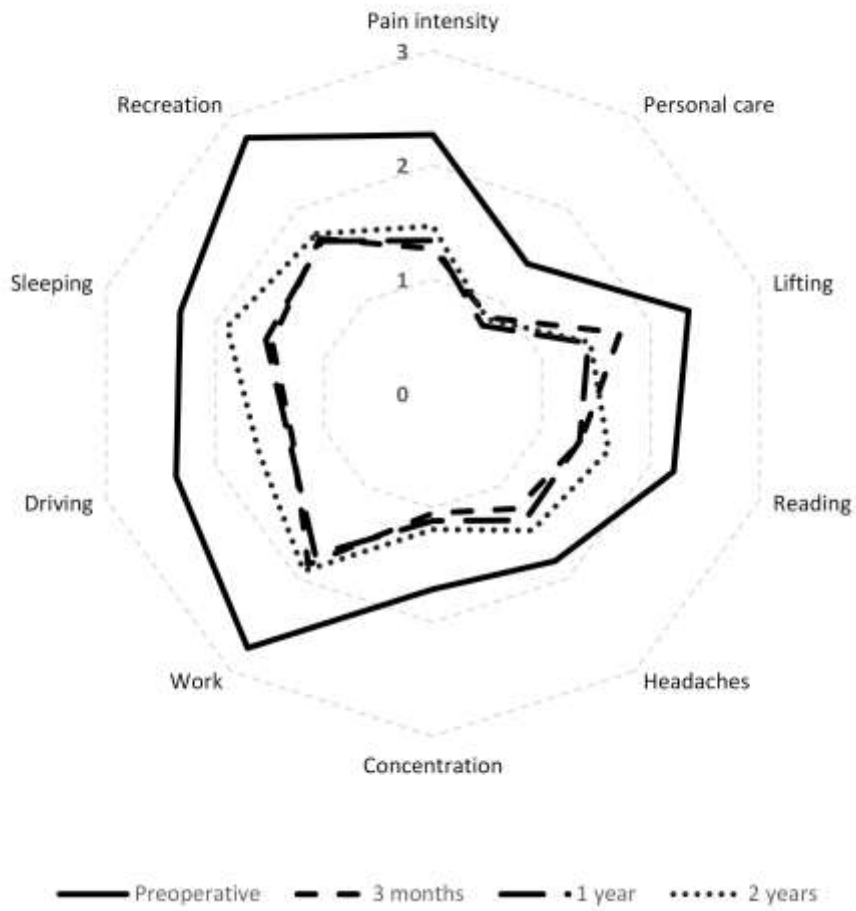 Pain intensity
3
Recreation
Personal care
2
Sleeping
Lifting
1
0
Driving
Reading
Work
Headaches
Concentration
Preoperative
3 months
1 year
2 years